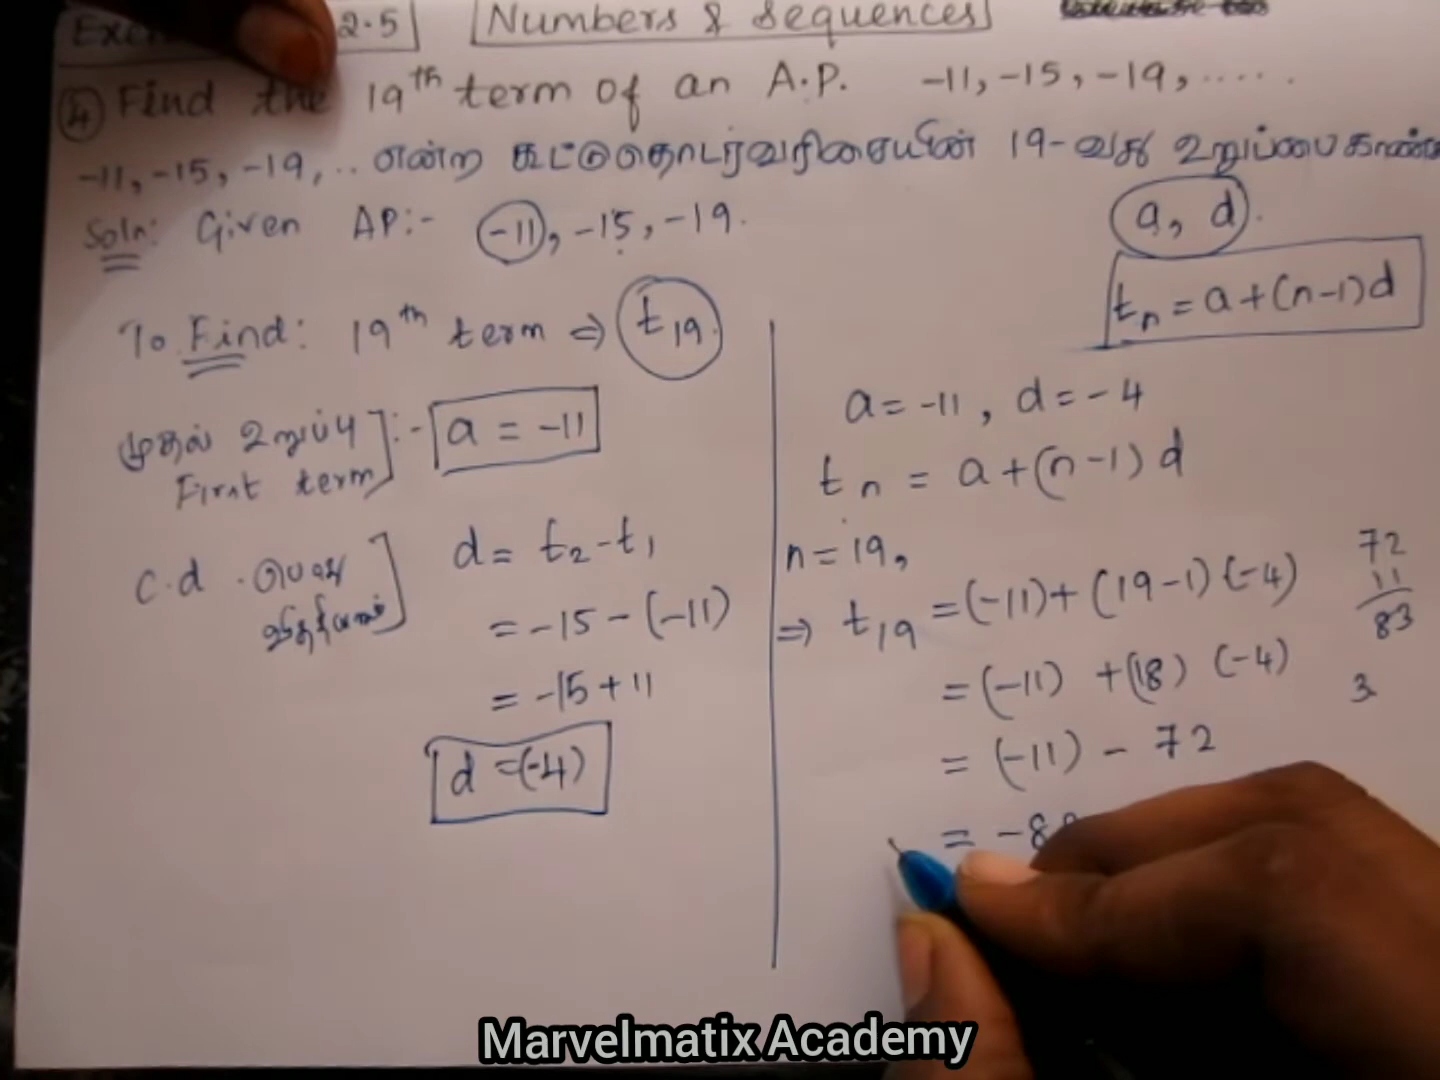 2.5 Numbers & Sequences
④ Find the 19th term of an A.P. -11, -15, -19, .....
-11, -15, -19, ... என்ற கூட்டுத்தொடர்வரிசையின் 19-வது உறுப்பை
Soln: Given AP:- -11, -15, -19.
a, d.
tn = a+(n-1)d
To Find: 19th term ⇒ t19
முதல் உறுப்பு
First term :- a = -11
C.d பொது
வித்தியாசம்
d = t2-t1
= -15 - (-11)
= -15 + 11
d = (-4)
a = -11, d = -4
tn = a+(n-1)d
n = 19,
⇒ t19 = (-11)+ (19-1) (-4)
= (-11) + (18) (-4)
= (-11) - 72
= -8
72
11
83
3
Marvelmatix Academy